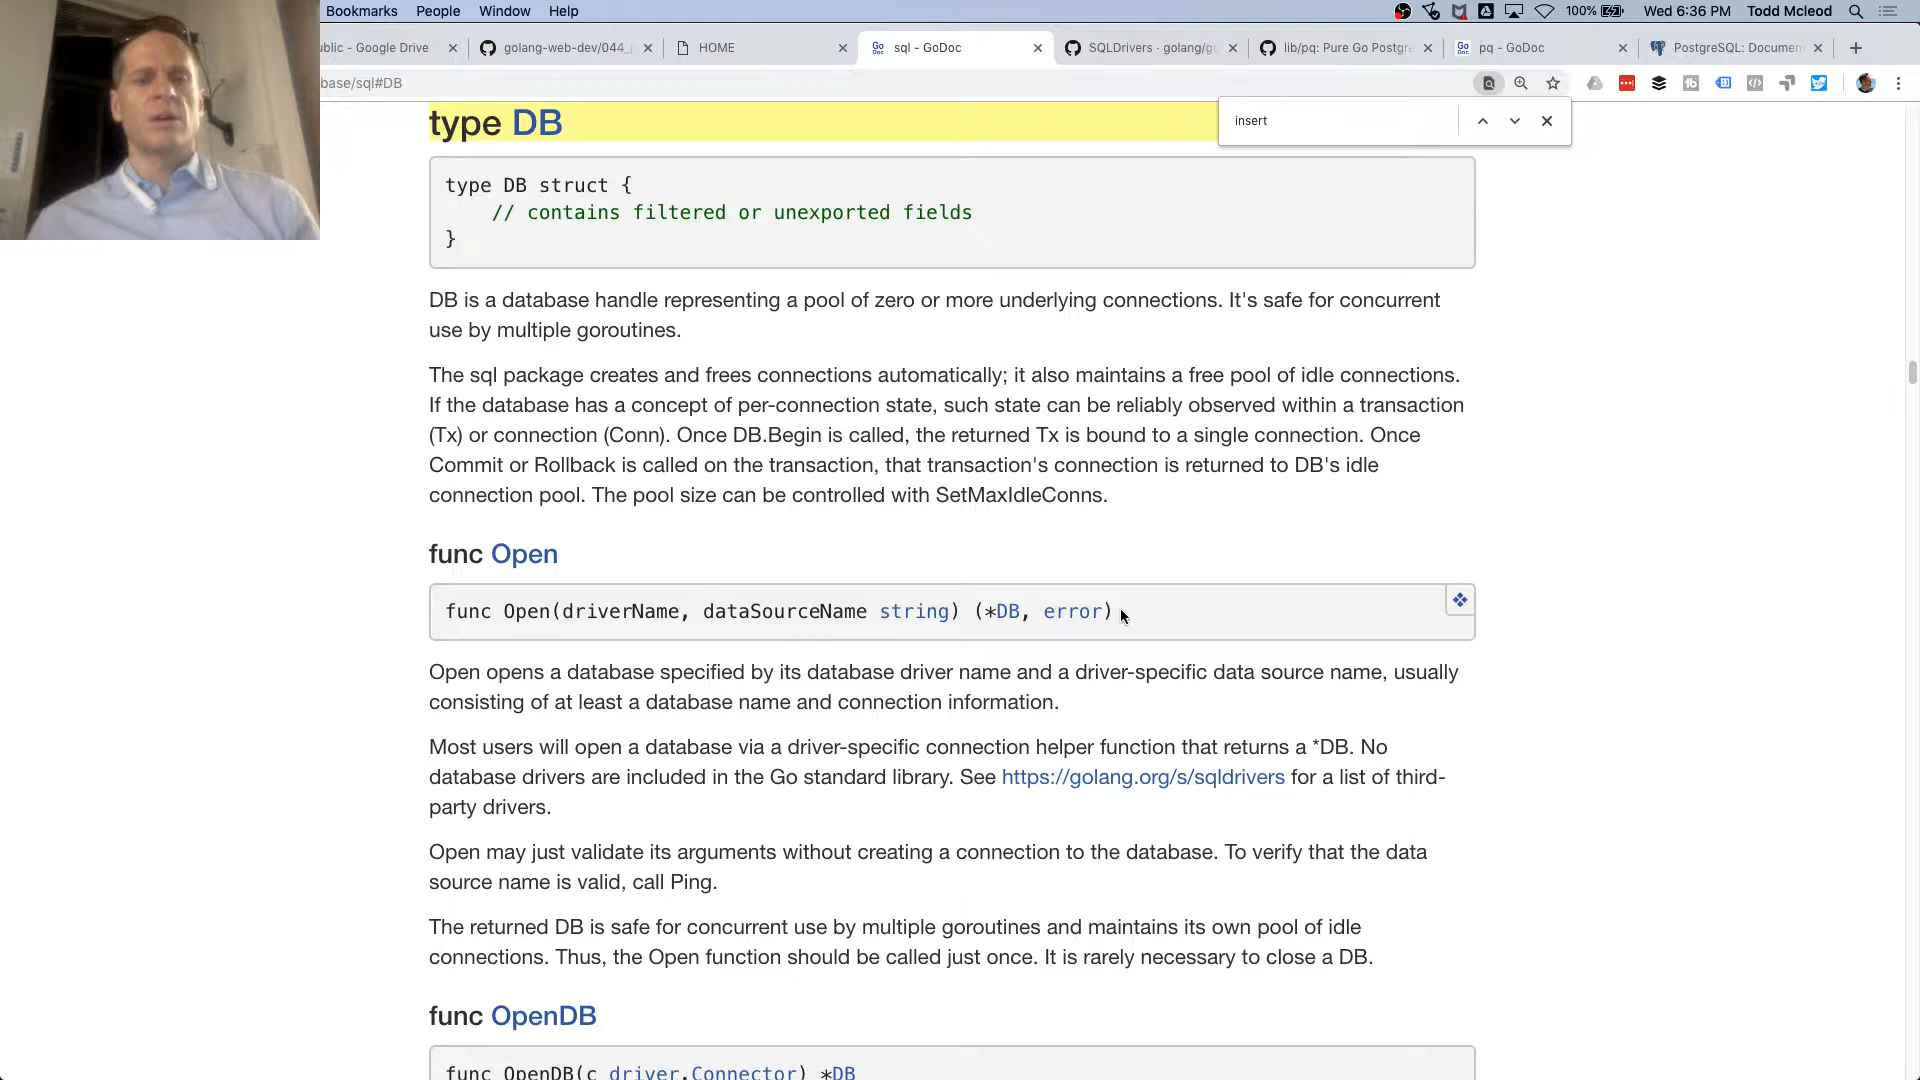 Bookmarks People Window Help 100% Wed 6:36 PM Todd Mcleod
ublic - Google Drive golang-web-dev/044_ HOME sql - GoDoc SQLDrivers · golang/go lib/pq: Pure Go Postgre pq - GoDoc PostgreSQL: Documen
base/sql#DB
insert
type DB
type DB struct {
// contains filtered or unexported fields
}
DB is a database handle representing a pool of zero or more underlying connections. It's safe for concurrent
use by multiple goroutines.
The sql package creates and frees connections automatically; it also maintains a free pool of idle connections.
If the database has a concept of per-connection state, such state can be reliably observed within a transaction
(Tx) or connection (Conn). Once DB.Begin is called, the returned Tx is bound to a single connection. Once
Commit or Rollback is called on the transaction, that transaction's connection is returned to DB's idle
connection pool. The pool size can be controlled with SetMaxIdleConns.
func Open
func Open(driverName, dataSourceName string) (*DB, error)
Open opens a database specified by its database driver name and a driver-specific data source name, usually
consisting of at least a database name and connection information.
Most users will open a database via a driver-specific connection helper function that returns a *DB. No
database drivers are included in the Go standard library. See https://golang.org/s/sqldrivers for a list of third-
party drivers.
Open may just validate its arguments without creating a connection to the database. To verify that the data
source name is valid, call Ping.
The returned DB is safe for concurrent use by multiple goroutines and maintains its own pool of idle
connections. Thus, the Open function should be called just once. It is rarely necessary to close a DB.
func OpenDB
func OpenDB(c driver.Connector) *DB